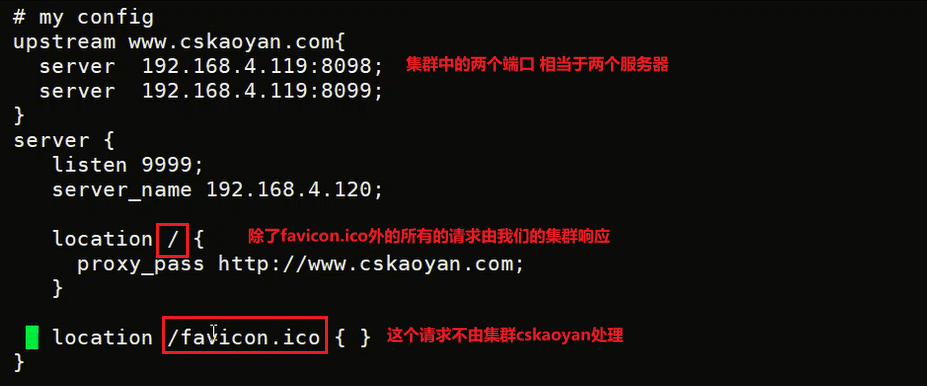 # my config
upstream www.cskaoyan.com{
server 192.168.4.119:8098; 集群中的两个端口 相当于两个服务器
server 192.168.4.119:8099;
}
server {
listen 9999;
server_name 192.168.4.120;
location / { 除了favicon.ico外的所有的请求由我们的集群响应
proxy_pass http://www.cskaoyan.com;
}
location /favicon.ico { } 这个请求不由集群cskaoyan处理
}